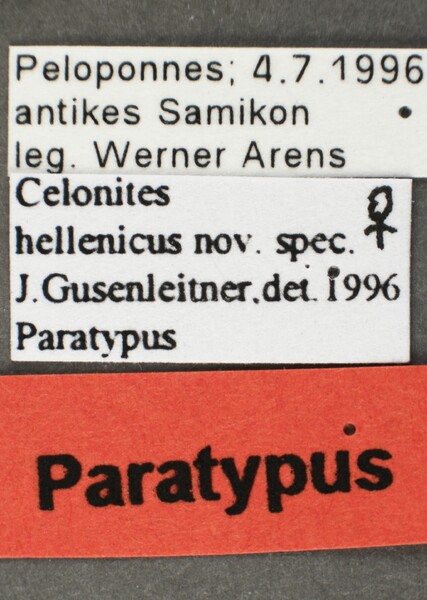 Peloponnes; 4.7.1996
antikes Samikon
leg. Werner Arens
Celonites ♀
hellenicus nov. spec.
J.Gusenleitner.det. 1996
Paratypus
Paratypus